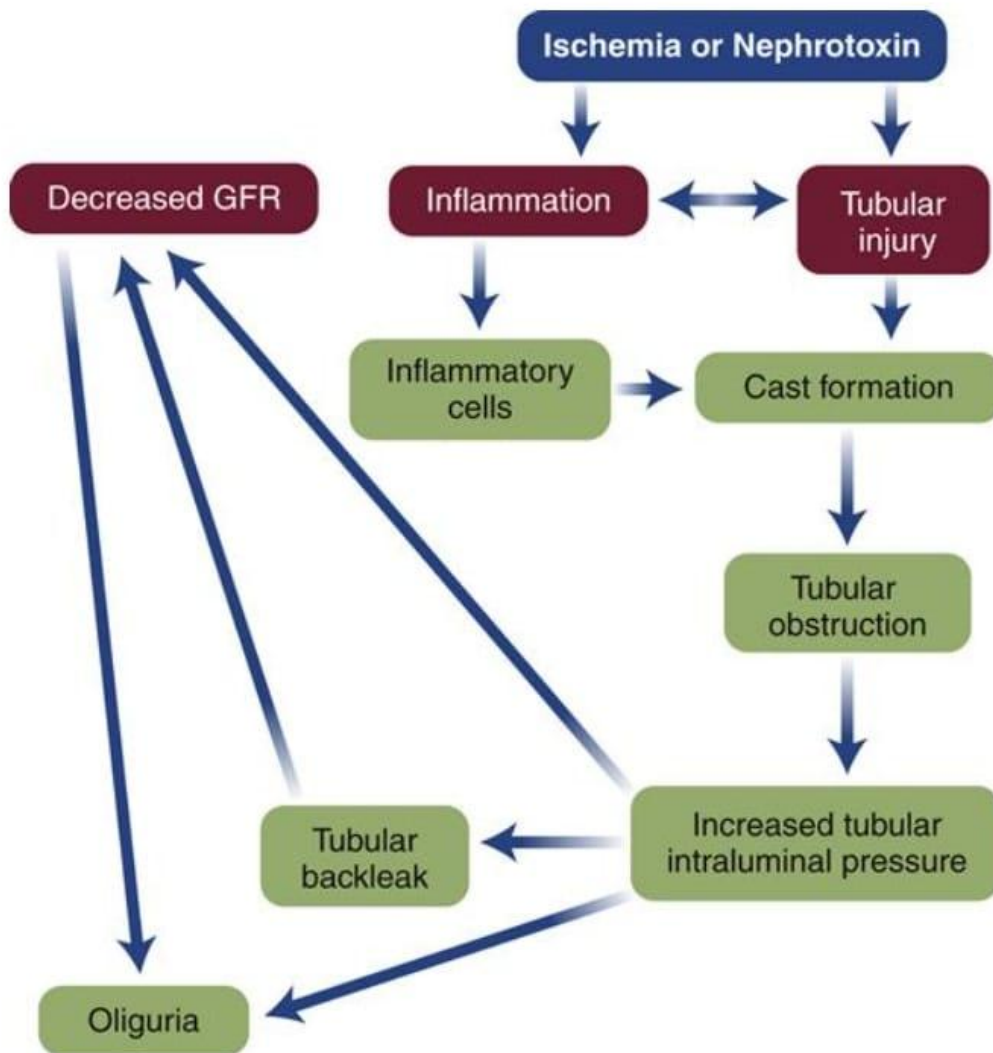 Ischemia or Nephrotoxin
Decreased GFR
Inflammation
Tubular
injury
Inflammatory
cells
Cast formation
Tubular
obstruction
Increased tubular
intraluminal pressure
Tubular
backleak
Oliguria